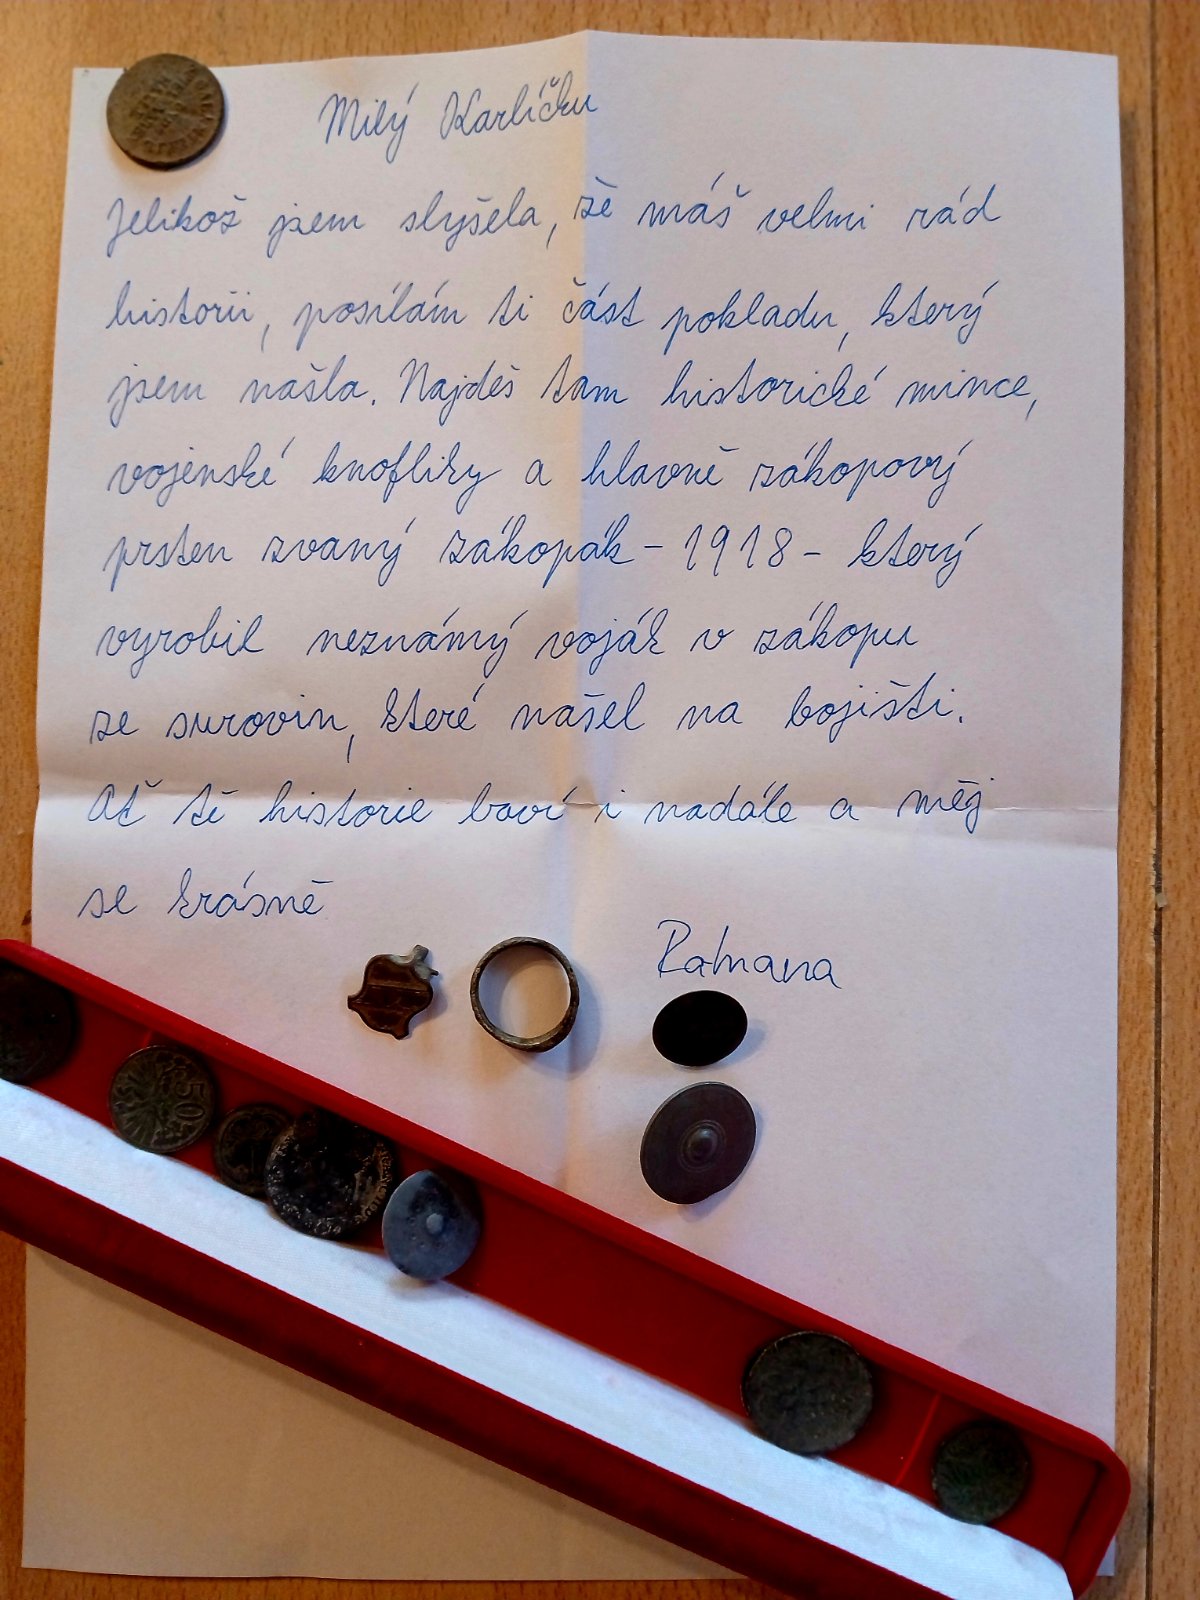 Milý Karlíčku
Jelikož jsem slyšela, že máš velmi rád
historii, posílám ti část pokladu, který
jsem našla. Najdeš tam historické mince,
vojenské knoflíky a hlavně zákopový
prsten zvaný zákopák - 1918 - který
vyrobil neznámý voják v zákopu
ze surovin, které našel na bojišti.
Ať tě historie baví i nadále a měj
se krásně
50